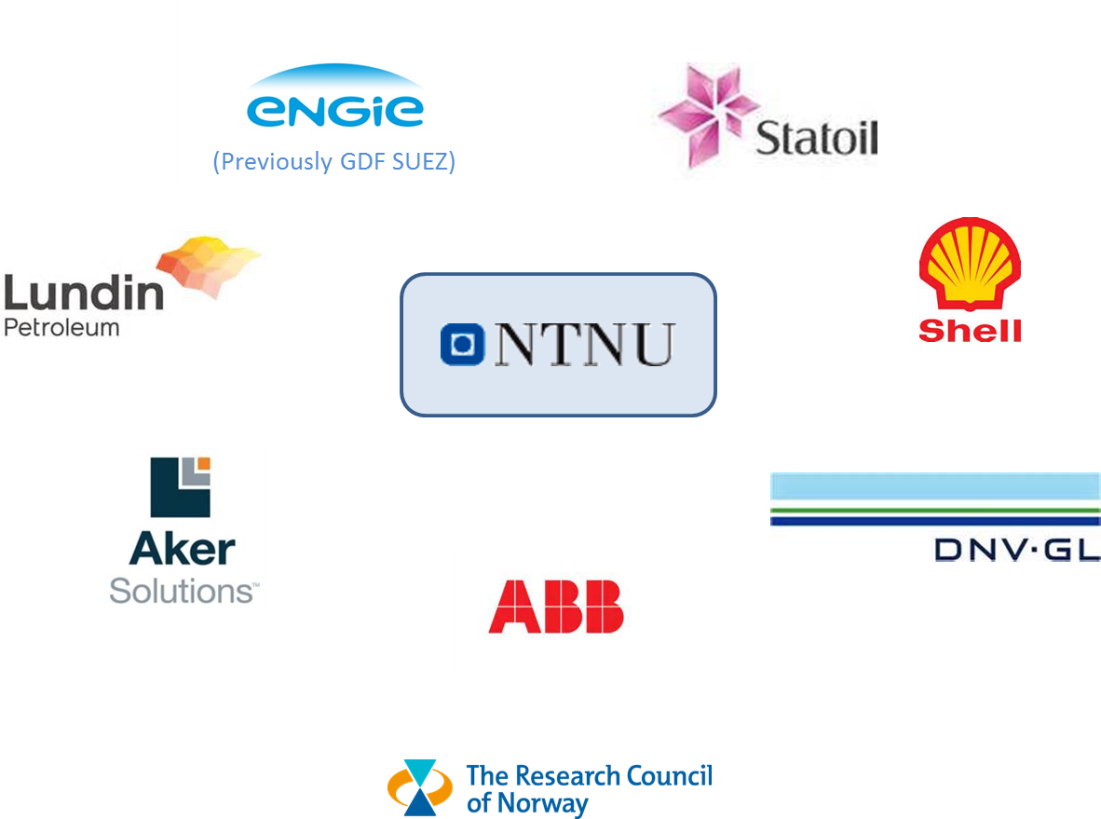 ENGIE
(Previously GDF SUEZ)
Statoil
Lundin
Petroleum
NTNU
Shell
Aker
Solutions™
DNV·GL
ABB
The Research Council
of Norway